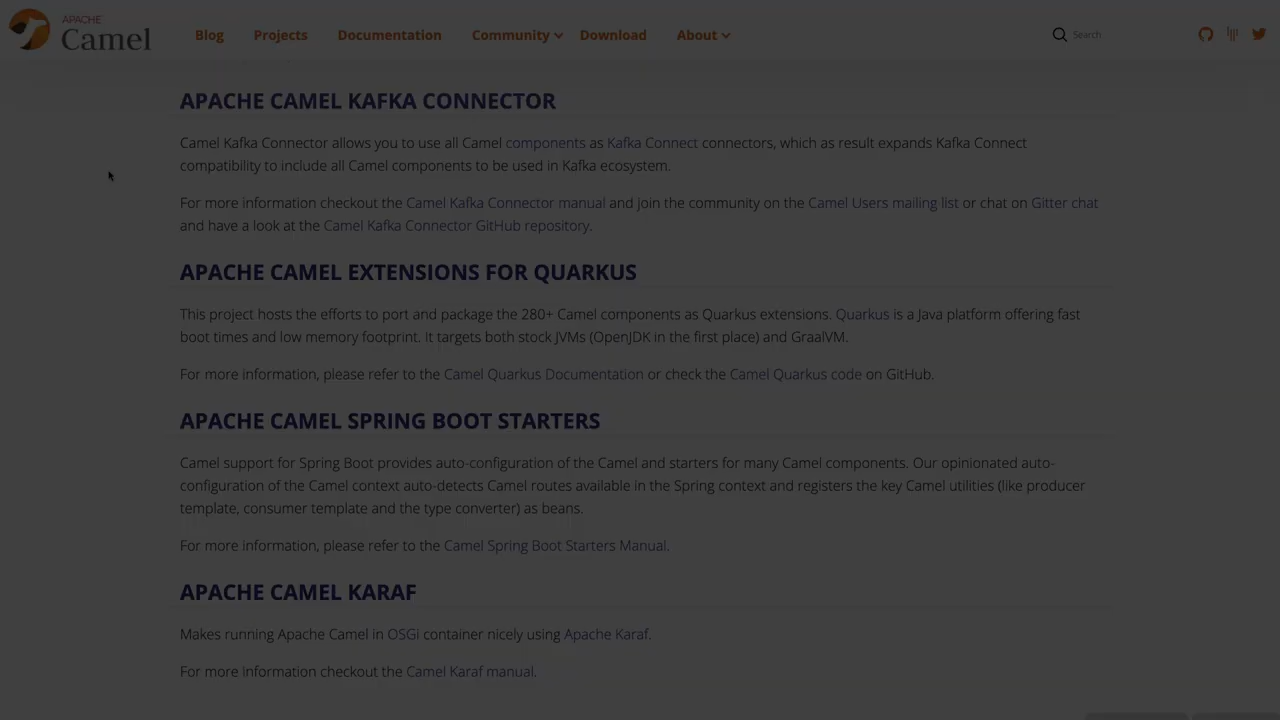 APACHE
Camel
Blog Projects Documentation Community Download About Search
APACHE CAMEL KAFKA CONNECTOR
Camel Kafka Connector allows you to use all Camel components as Kafka Connect connectors, which as result expands Kafka Connect
compatibility to include all Camel components to be used in Kafka ecosystem.
For more information checkout the Camel Kafka Connector manual and join the community on the Camel Users mailing list or chat on Gitter chat
and have a look at the Camel Kafka Connector GitHub repository.
APACHE CAMEL EXTENSIONS FOR QUARKUS
This project hosts the efforts to port and package the 280+ Camel components as Quarkus extensions. Quarkus is a Java platform offering fast
boot times and low memory footprint. It targets both stock JVMs (OpenJDK in the first place) and GraalVM.
For more information, please refer to the Camel Quarkus Documentation or check the Camel Quarkus code on GitHub.
APACHE CAMEL SPRING BOOT STARTERS
Camel support for Spring Boot provides auto-configuration of the Camel and starters for many Camel components. Our opinionated auto-
configuration of the Camel context auto-detects Camel routes available in the Spring context and registers the key Camel utilities (like producer
template, consumer template and the type converter) as beans.
For more information, please refer to the Camel Spring Boot Starters Manual.
APACHE CAMEL KARAF
Makes running Apache Camel in OSGi container nicely using Apache Karaf.
For more information checkout the Camel Karaf manual.